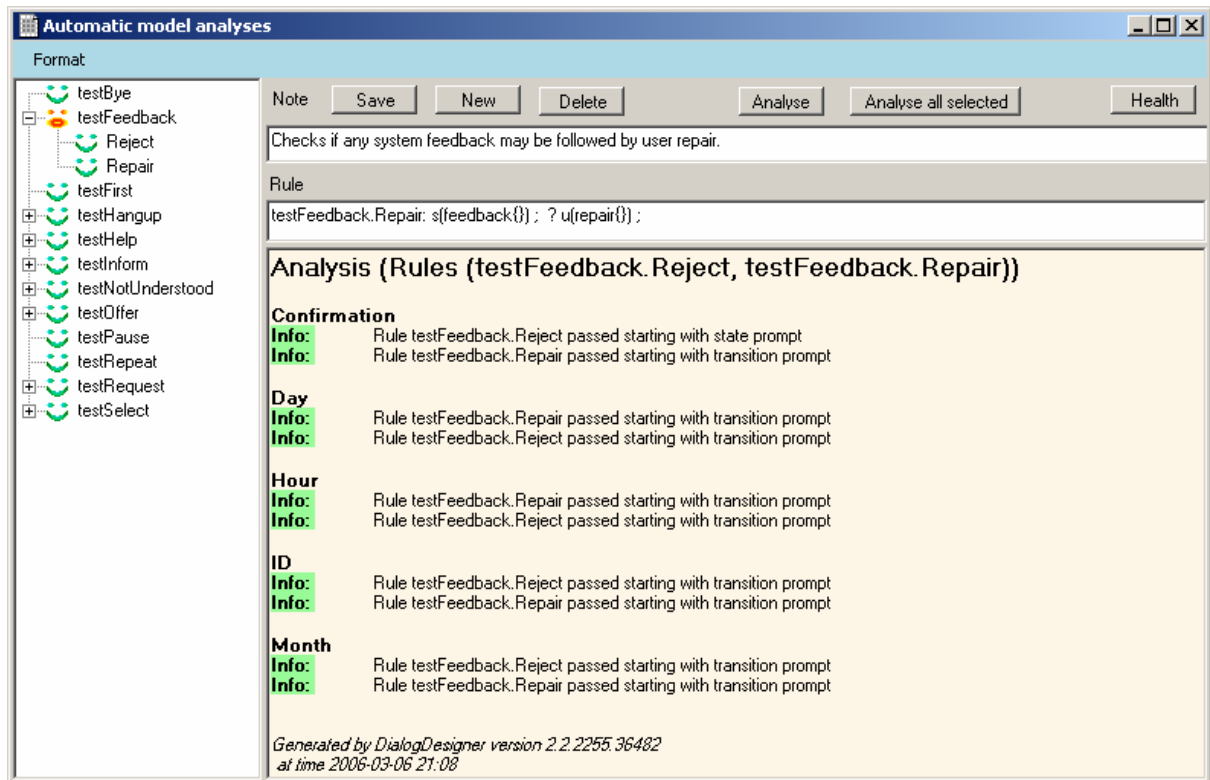 Automatic model analyses
Format
testBye
testFeedback
Reject
Repair
testFirst
testHangup
testHelp
testInform
testNotUnderstood
testOffer
testPause
testRepeat
testRequest
testSelect
Note Save New Delete Analyse Analyse all selected Health
Checks if any system feedback may be followed by user repair.
Rule
testFeedback.Repair: s(feedback{}) ; ? u(repair{}) ;
Analysis (Rules (testFeedback.Reject, testFeedback.Repair))
Confirmation
Info: Rule testFeedback.Reject passed starting with state prompt
Info: Rule testFeedback.Repair passed starting with transition prompt
Day
Info: Rule testFeedback.Repair passed starting with transition prompt
Info: Rule testFeedback.Reject passed starting with transition prompt
Hour
Info: Rule testFeedback.Repair passed starting with transition prompt
Info: Rule testFeedback.Reject passed starting with transition prompt
ID
Info: Rule testFeedback.Reject passed starting with transition prompt
Info: Rule testFeedback.Repair passed starting with transition prompt
Month
Info: Rule testFeedback.Reject passed starting with transition prompt
Info: Rule testFeedback.Repair passed starting with transition prompt
Generated by DialogDesigner version 2.2.2255.36482
at time 2006-03-06 21:08